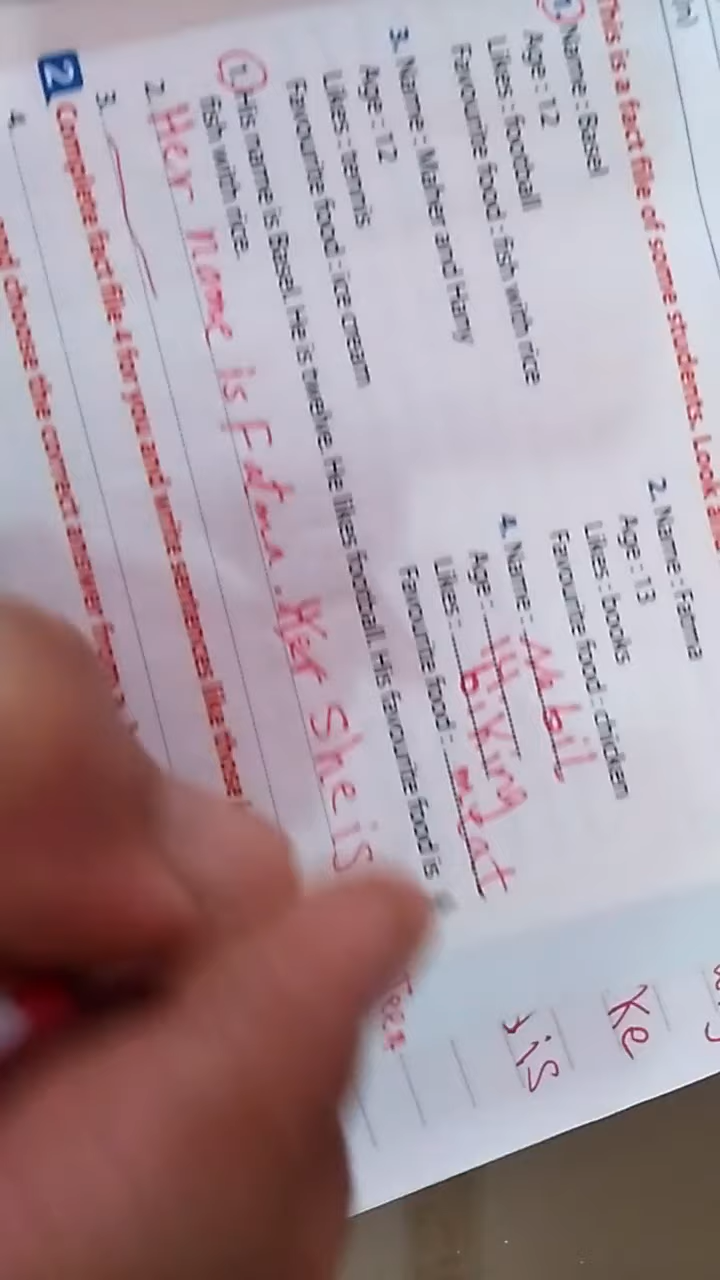 This is a fact file of some students. Look
1. Name : Basel
Age : 12
Likes : football
Favourite food : fish with rice
2. Name : Fatma
Age : 13
Likes : books
Favourite food : chicken
3. Name : Maher and Hany
Age : 12
Likes : tennis
Favourite food : ice cream
4. Name :
Age :
Likes : biking
Favourite food : meat
1. His name is Basel. He is twelve. He likes football. His favourite food is
fish with rice.
2. Her name is Fatma. Her she is
3.
2 Complete fact file 4 for you and write sentences like those
4.
and choose the correct answer from
ke
is